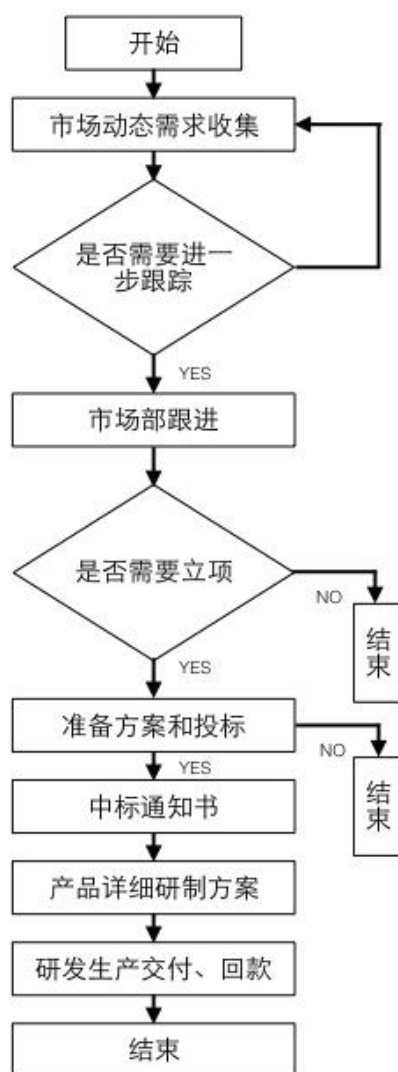 开始
市场动态需求收集
是否需要进一
步跟踪
YES
市场部跟进
是否需要立项
NO
结
束
YES
准备方案和投标
NO
结
束
YES
中标通知书
产品详细研制方案
研发生产交付、回款
结束